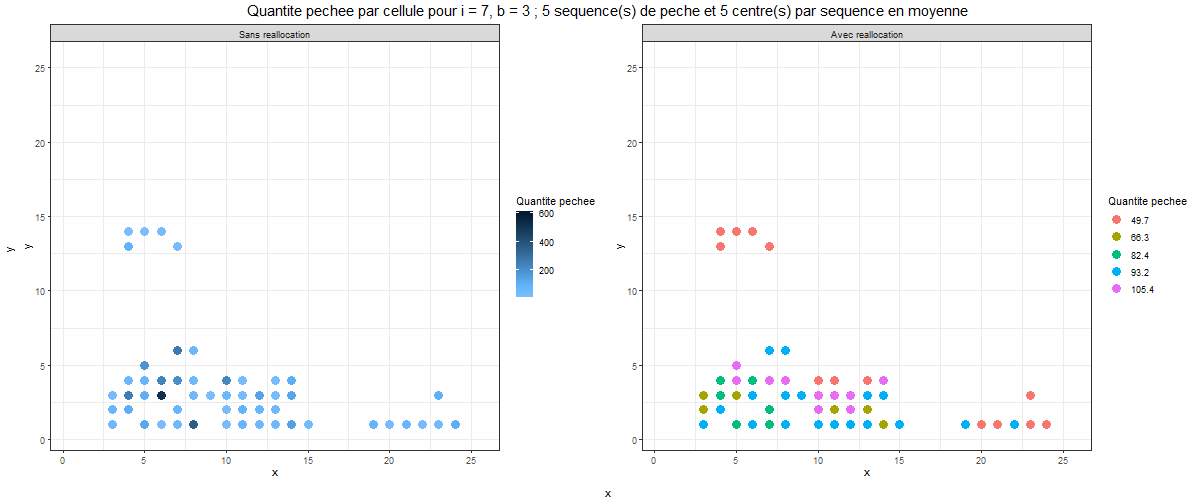 Quantite pechee par cellule pour i = 7, b = 3 ; 5 sequence(s) de peche et 5 centre(s) par sequence en moyenne
Sans reallocation
25
20
15
10
5
0
0 5 10 15 20 25
x
y
y
Quantite pechee
600
400
200
Avec reallocation
25
20
15
10
5
0
0 5 10 15 20 25
x
y
Quantite pechee
49.7
66.3
82.4
93.2
105.4
x